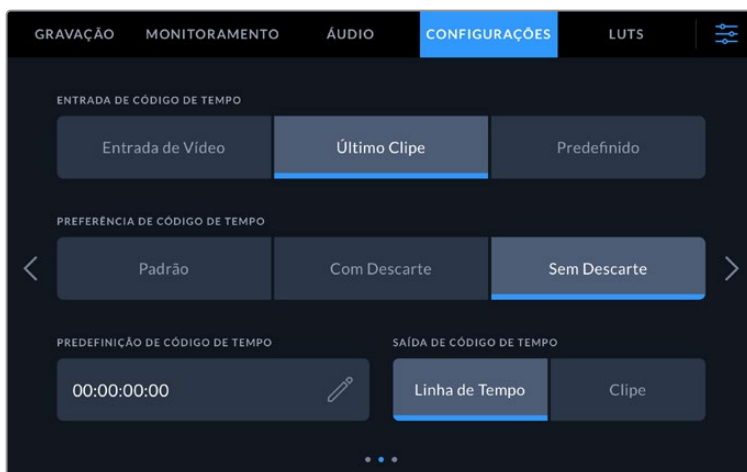 GRAVAÇÃO MONITORAMENTO ÁUDIO CONFIGURAÇÕES LUTS
ENTRADA DE CÓDIGO DE TEMPO
Entrada de Vídeo Último Clipe Predefinido
PREFERÊNCIA DE CÓDIGO DE TEMPO
Padrão Com Descarte Sem Descarte
PREDEFINIÇÃO DE CÓDIGO DE TEMPO SAÍDA DE CÓDIGO DE TEMPO
00:00:00:00 Linha de Tempo Clipe